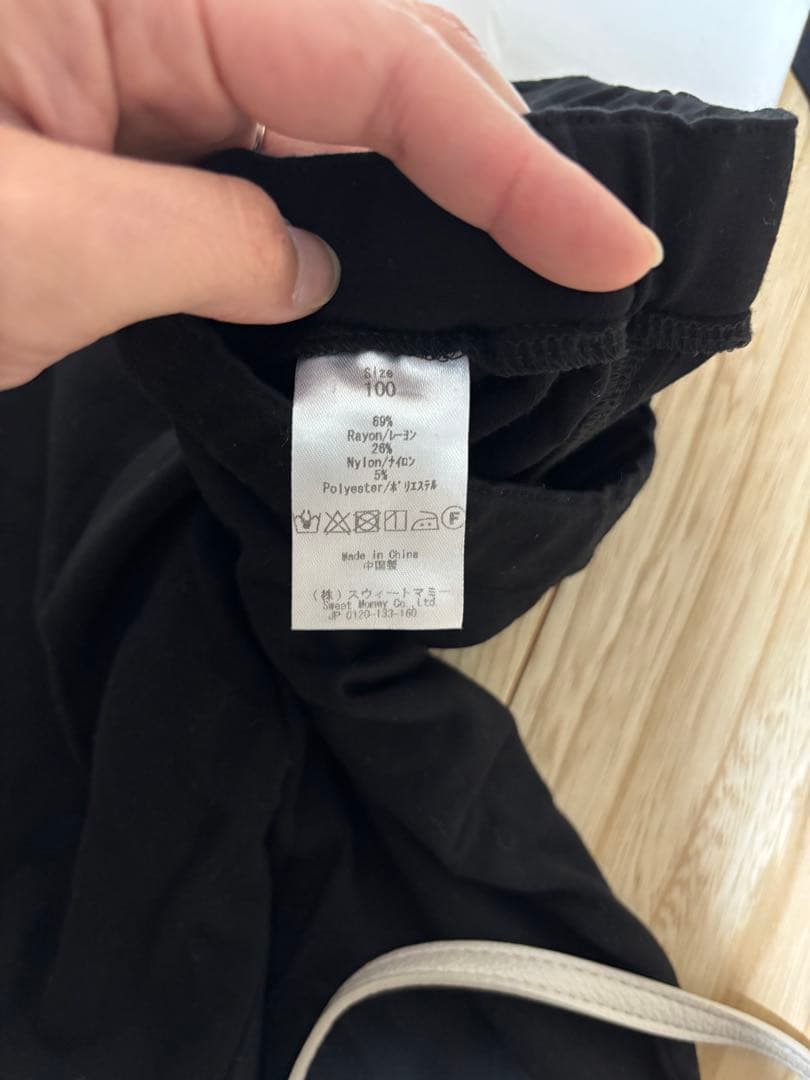 Size
100
69%
Rayon/レーヨン
26%
Nylon/ナイロン
5%
Polyester/ポリエステル
F
Made in China
中国製
(株)スウィートマミー
Sweet Mommy Co.,Ltd.
JP 0120-133-160